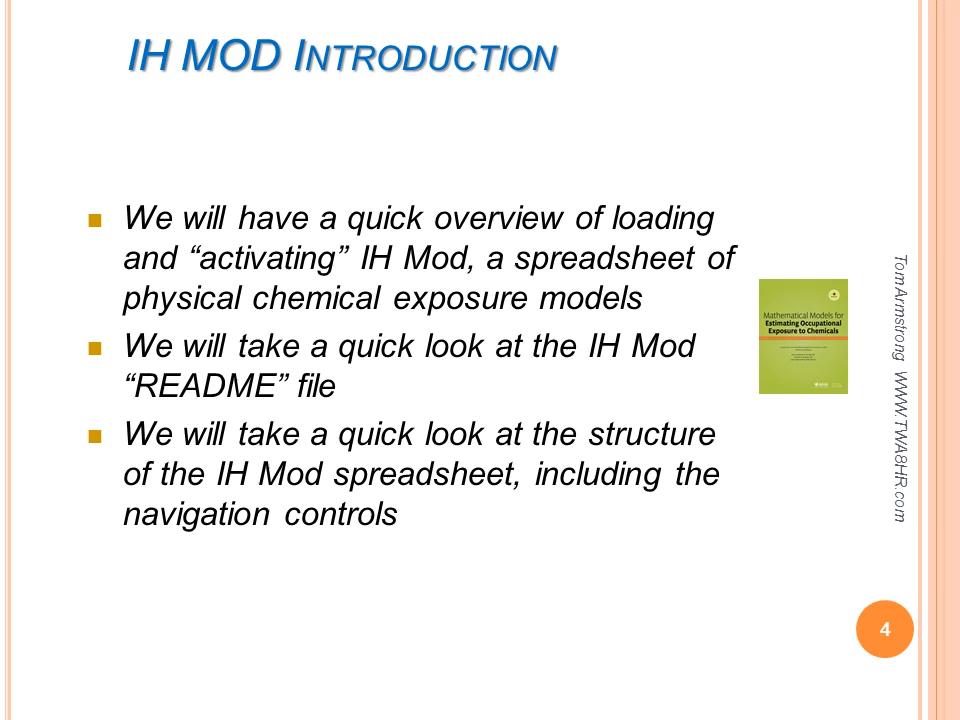 IH MOD INTRODUCTION
We will have a quick overview of loading
and “activating” IH Mod, a spreadsheet of
physical chemical exposure models
We will take a quick look at the IH Mod
“README” file
We will take a quick look at the structure
of the IH Mod spreadsheet, including the
navigation controls
Mathematical Models for
Estimating Occupational
Exposure to Chemicals
Tom Armstrong WWW.TWA8HR.com
4